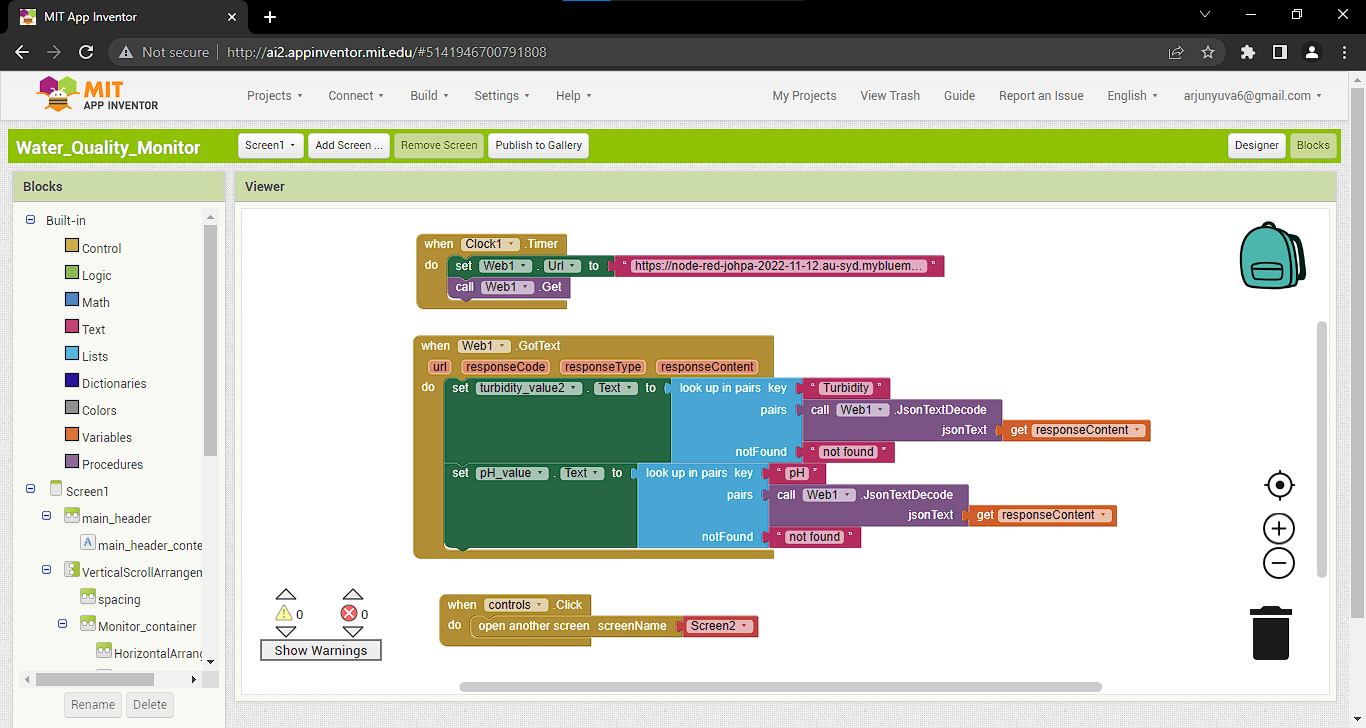 MIT App Inventor
Not secure http://ai2.appinventor.mit.edu/#5141946700791808
MIT
APP INVENTOR
Projects Connect Build Settings Help My Projects View Trash Guide Report an Issue English arjunyuva6@gmail.com
Water_Quality_Monitor Screen1 Add Screen ... Remove Screen Publish to Gallery Designer Blocks
Blocks
Viewer
Built-in
Control
Logic
Math
Text
Lists
Dictionaries
Colors
Variables
Procedures
Screen1
main_header
A main_header_conte
VerticalScrollArrangem
spacing
Monitor_container
HorizontalArrang
Rename Delete
when Clock1 .Timer
do set Web1 . Url to " https://node-red-johpa-2022-11-12.au-syd.mybluem... "
call Web1 .Get
when Web1 .GotText
url responseCode responseType responseContent
do set turbidity_value2 . Text to look up in pairs key " Turbidity "
pairs call Web1 .JsonTextDecode
jsonText get responseContent
notFound " not found "
set pH_value . Text to look up in pairs key " pH "
pairs call Web1 .JsonTextDecode
jsonText get responseContent
notFound " not found "
when controls .Click
do open another screen screenName Screen2
0 0
Show Warnings